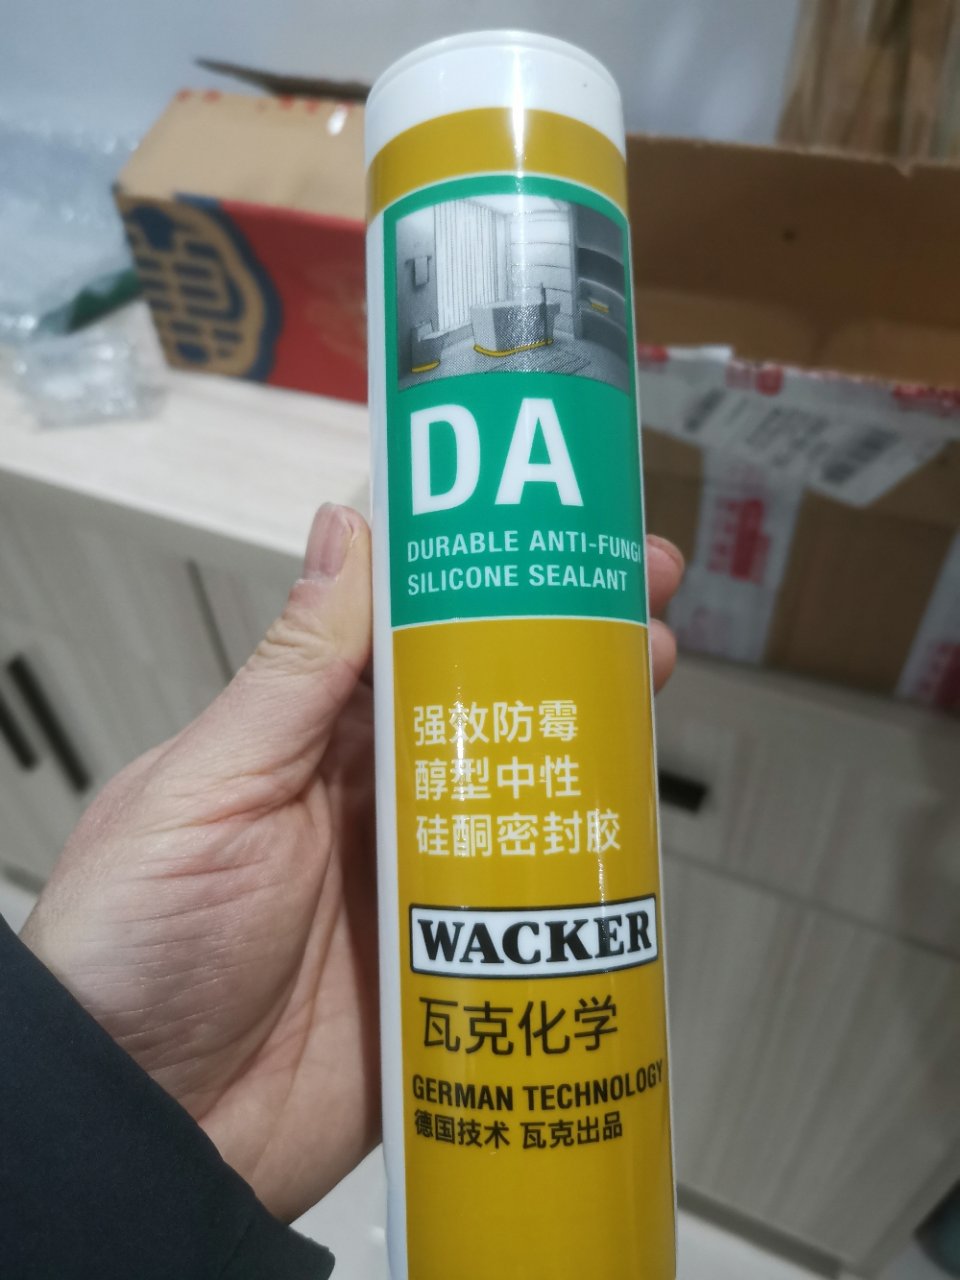 DA
DURABLE ANTI-FUNGI
SILICONE SEALANT
强效防霉
醇型中性
硅酮密封胶
WACKER
瓦克化学
GERMAN TECHNOLOGY
德国技术 瓦克出品